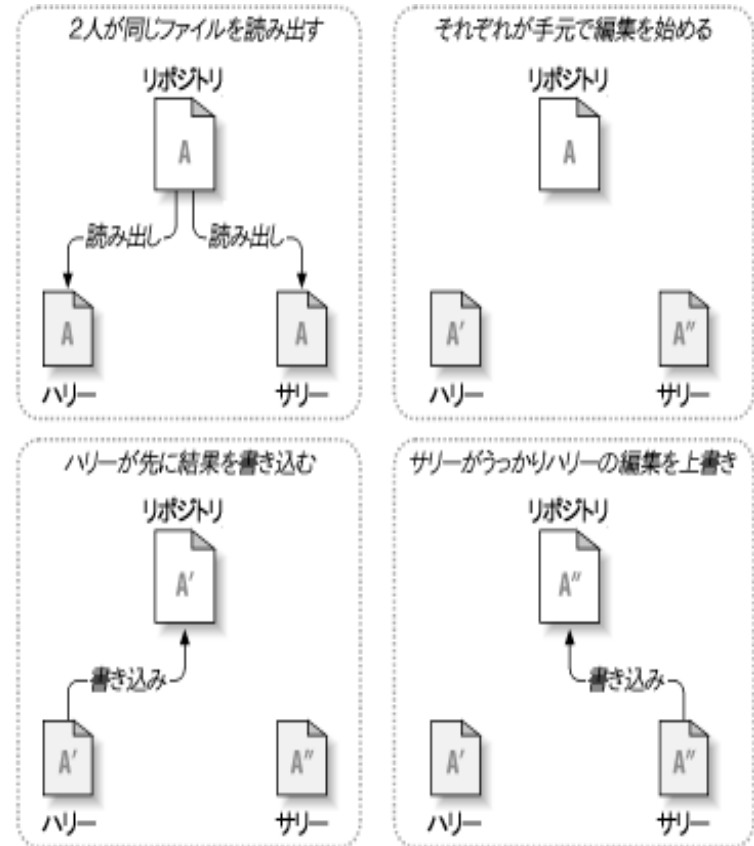 2人が同じファイルを読み出す
リポジトリ
A
読み出し
読み出し
A
A
ハリー
サリー
それぞれが手元で編集を始める
リポジトリ
A
A′
A″
ハリー
サリー
ハリーが先に結果を書き込む
リポジトリ
A′
書き込み
A′
A″
ハリー
サリー
サリーがうっかりハリーの編集を上書き
リポジトリ
A″
書き込み
A′
A″
ハリー
サリー